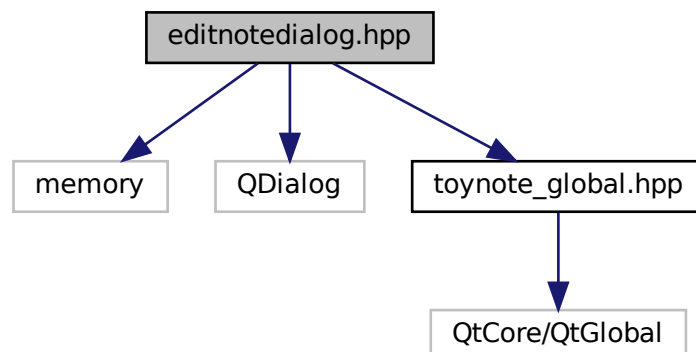 editnotedialog.hpp
memory
QDialog
toynote_global.hpp
QtCore/QtGlobal